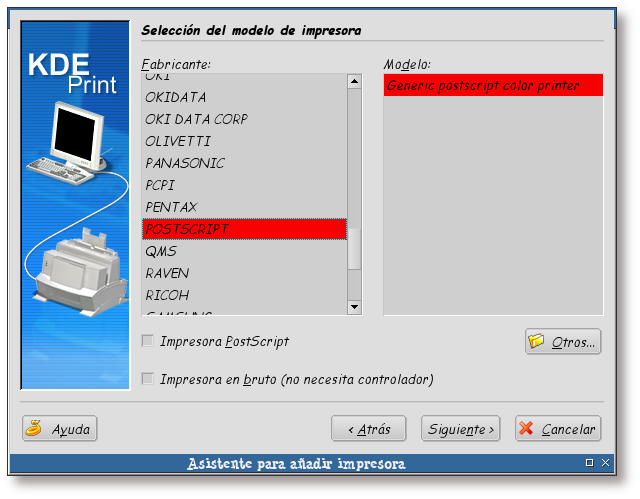 Selección del modelo de impresora
KDE
Print
Fabricante:
OKI
OKIDATA
OKI DATA CORP
OLIVETTI
PANASONIC
PCPI
PENTAX
POSTSCRIPT
QMS
RAVEN
RICOH
SAMSUNG
Modelo:
Generic postscript color printer
Impresora PostScript
Otros...
Impresora en bruto (no necesita controlador)
Ayuda
< Atrás
Siguiente >
Cancelar
Asistente para añadir impresora